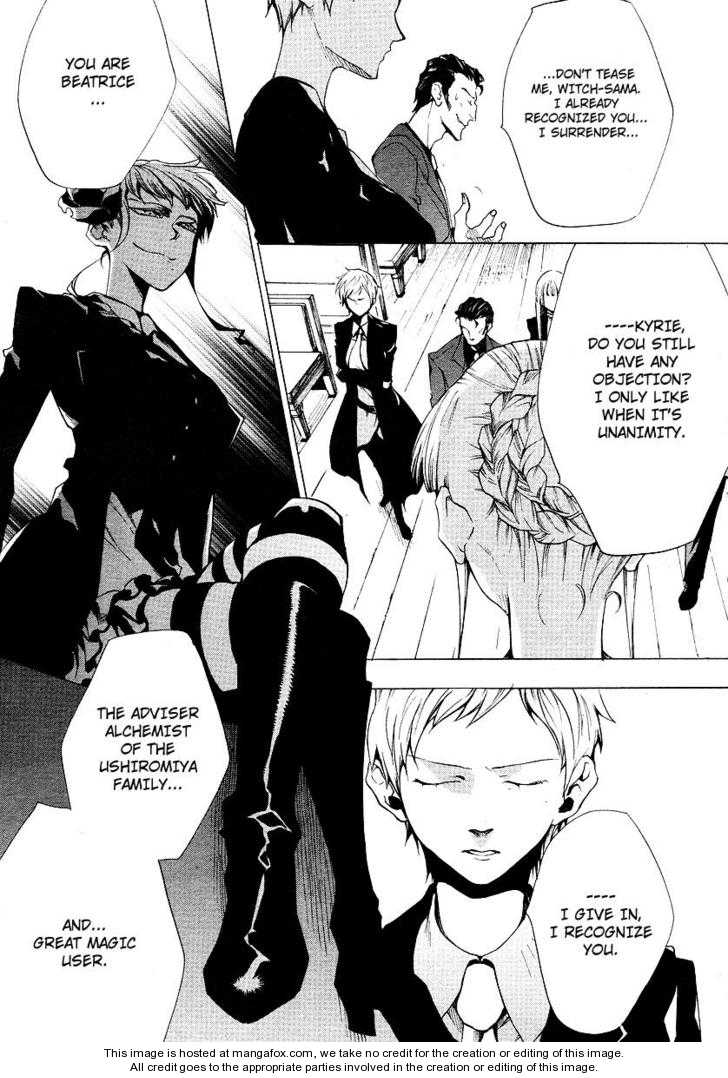 ...DON'T TEASE
ME, WITCH-SAMA.
I ALREADY
RECOGNIZED YOU...
I SURRENDER...
----KYRIE,
DO YOU STILL
HAVE ANY
OBJECTION?
I ONLY LIKE
WHEN IT'S
UNANIMITY.
----
I GIVE IN,
I RECOGNIZE
YOU.
YOU ARE
BEATRICE
...
THE ADVISER
ALCHEMIST
OF THE
USHIROMIYA
FAMILY...
AND...
GREAT MAGIC
USER.
This image is hosted at mangafox.com, we take no credit for the creation or editing of this image.
All credit goes to the appropriate parties involved in the creation or editing of this image.